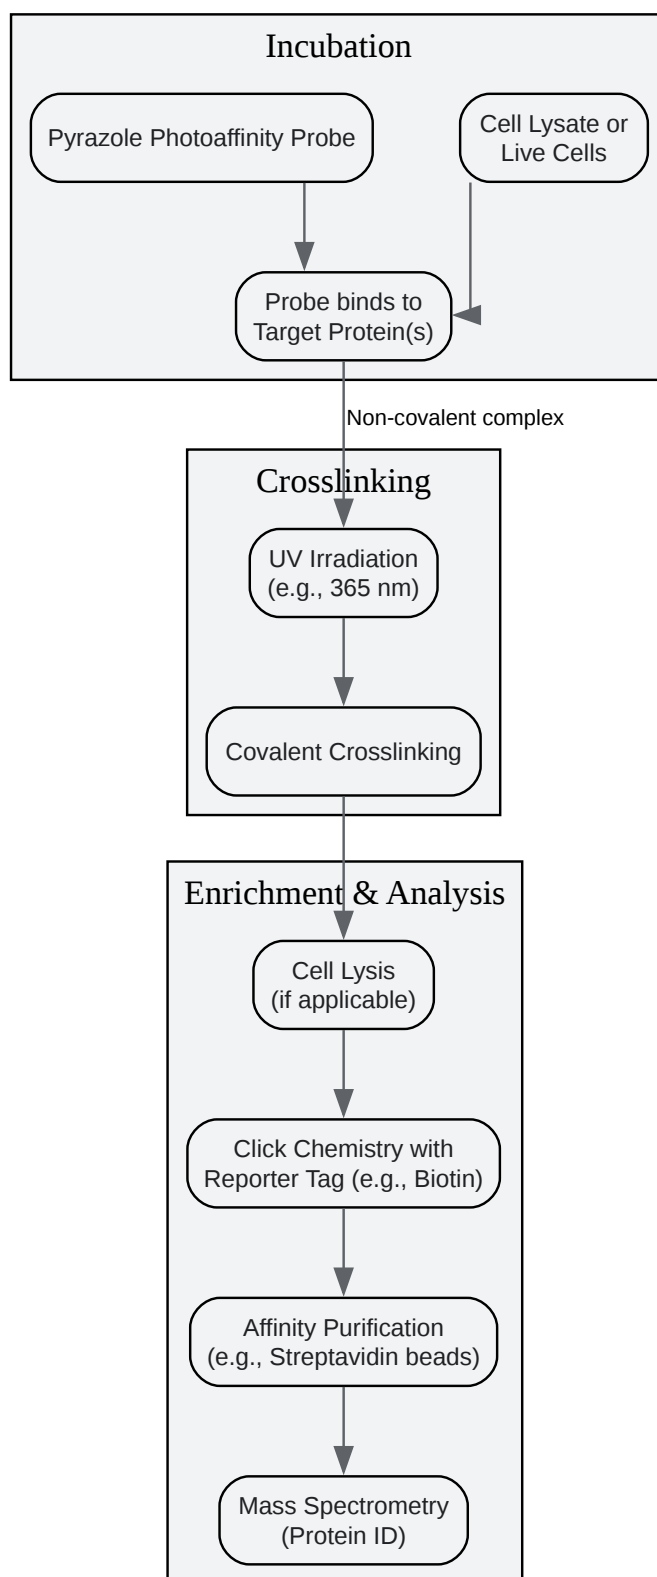 Incubation
Pyrazole Photoaffinity Probe
Cell Lysate or
Live Cells
Probe binds to
Target Protein(s)
Non-covalent complex
Crosslinking
UV Irradiation
(e.g., 365 nm)
Covalent Crosslinking
Enrichment & Analysis
Cell Lysis
(if applicable)
Click Chemistry with
Reporter Tag (e.g., Biotin)
Affinity Purification
(e.g., Streptavidin beads)
Mass Spectrometry
(Protein ID)